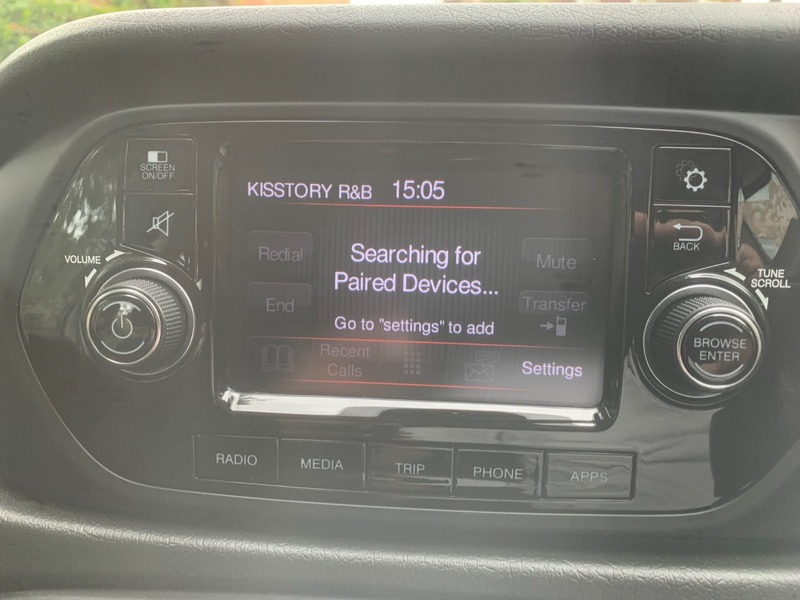 SCREEN
ON/OFF
KISSTORY R&B 15:05
BACK
VOLUME
TUNE
SCROLL
Redial
Searching for
Paired Devices...
Mute
End
Go to "settings" to add
Transfer
Recent
Calls
Settings
BROWSE
ENTER
RADIO
MEDIA
TRIP
PHONE
APPS